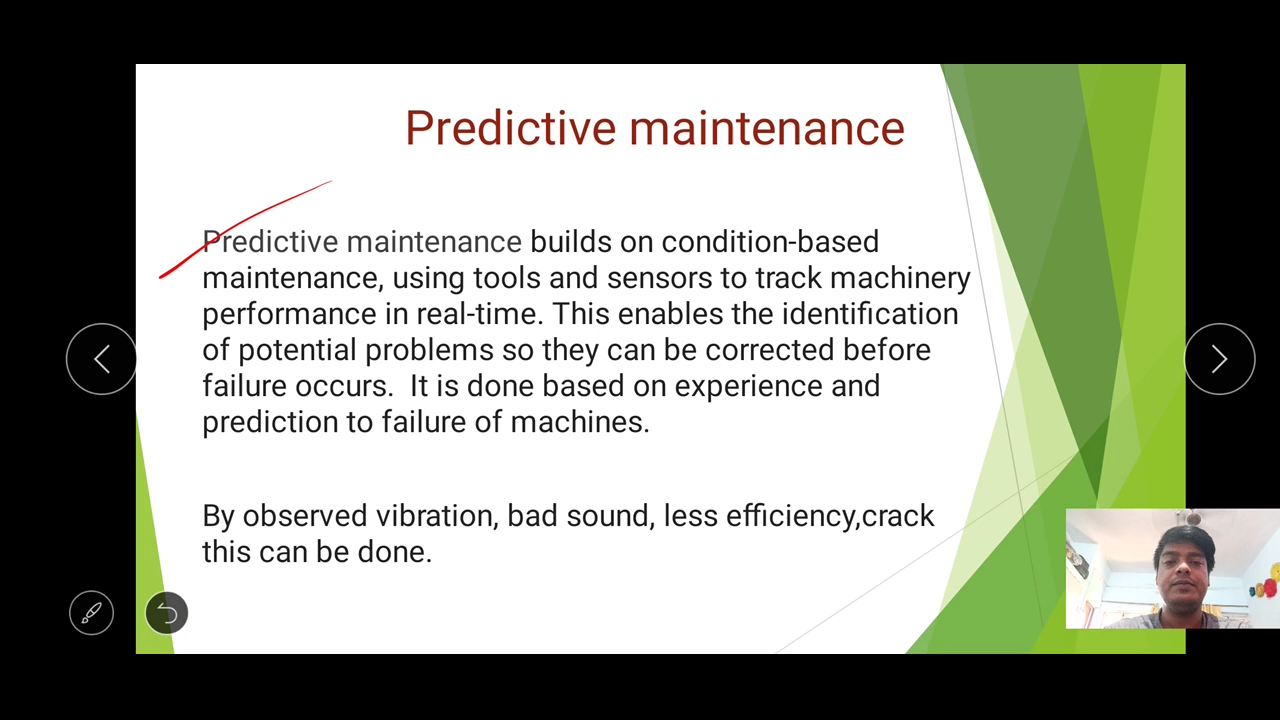 Predictive maintenance
Predictive maintenance builds on condition-based
maintenance, using tools and sensors to track machinery
performance in real-time. This enables the identification
of potential problems so they can be corrected before
failure occurs.  It is done based on experience and
prediction to failure of machines.
By observed vibration, bad sound, less efficiency,crack
this can be done.